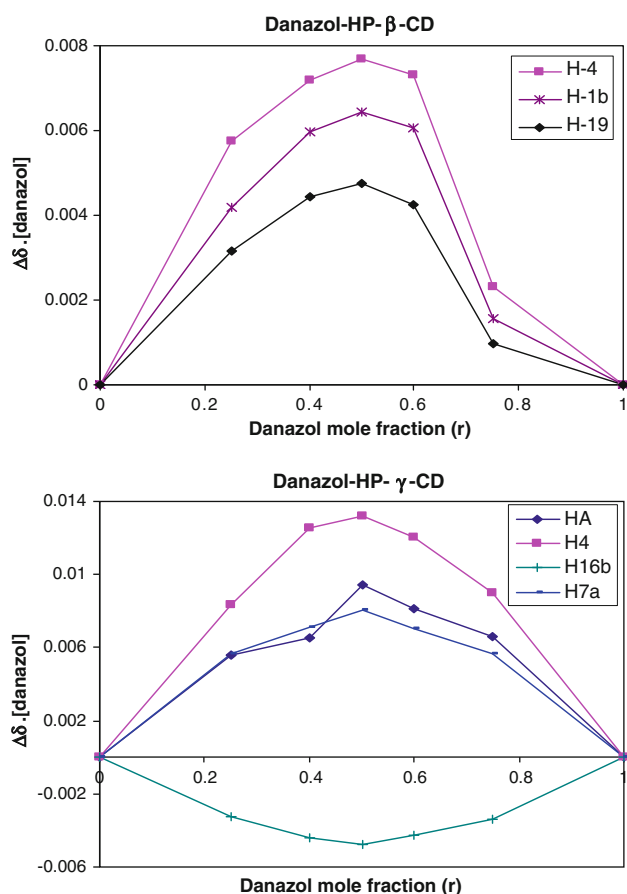 Danazol-HP-β-CD
0.008
0.006
0.004
0.002
0
Δδ.[danazol]
H-4
H-1b
H-19
0 0.2 0.4 0.6 0.8 1
Danazol mole fraction (r)
Danazol-HP- γ-CD
0.014
0.01
0.006
0.002
-0.002
-0.006
Δδ.[danazol]
HA
H4
H16b
H7a
0 0.2 0.4 0.6 0.8 1
Danazol mole fraction (r)